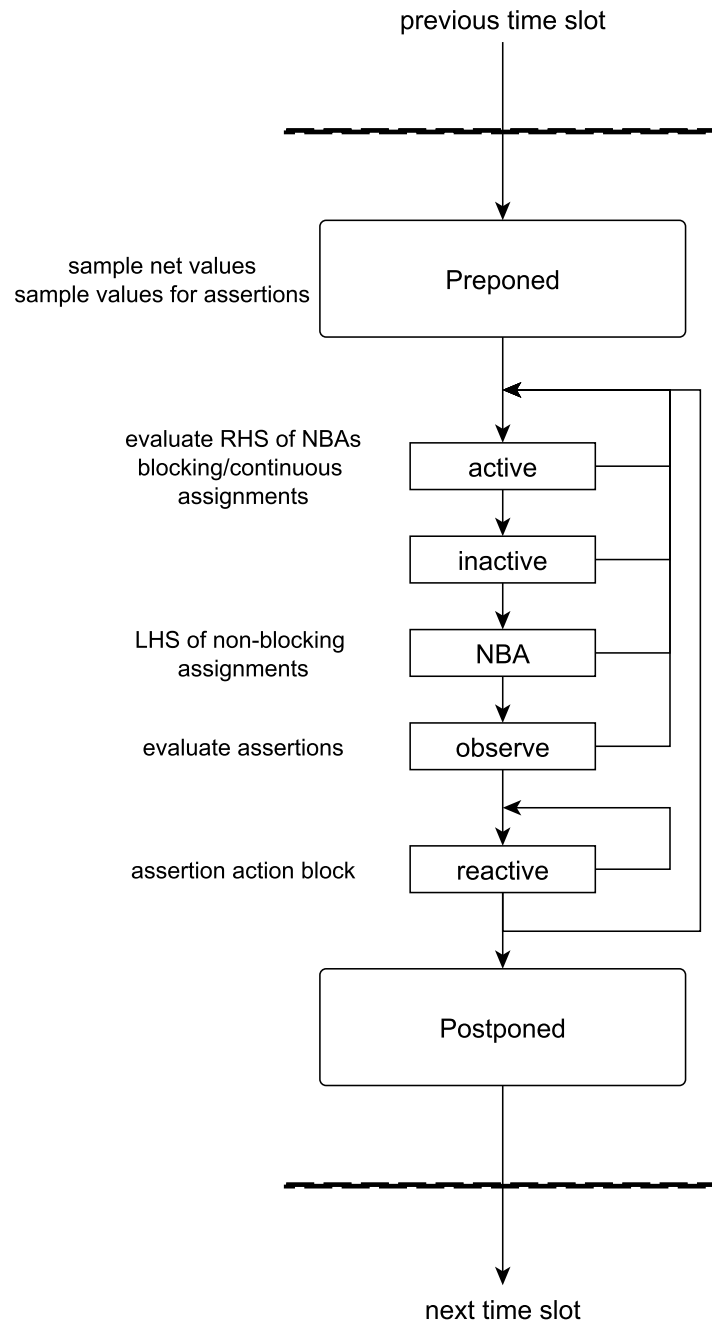 previous time slot
sample net values
sample values for assertions
Preponed
evaluate RHS of NBAs
blocking/continuous
assignments
active
inactive
LHS of non-blocking
assignments
NBA
evaluate assertions
observe
assertion action block
reactive
Postponed
next time slot